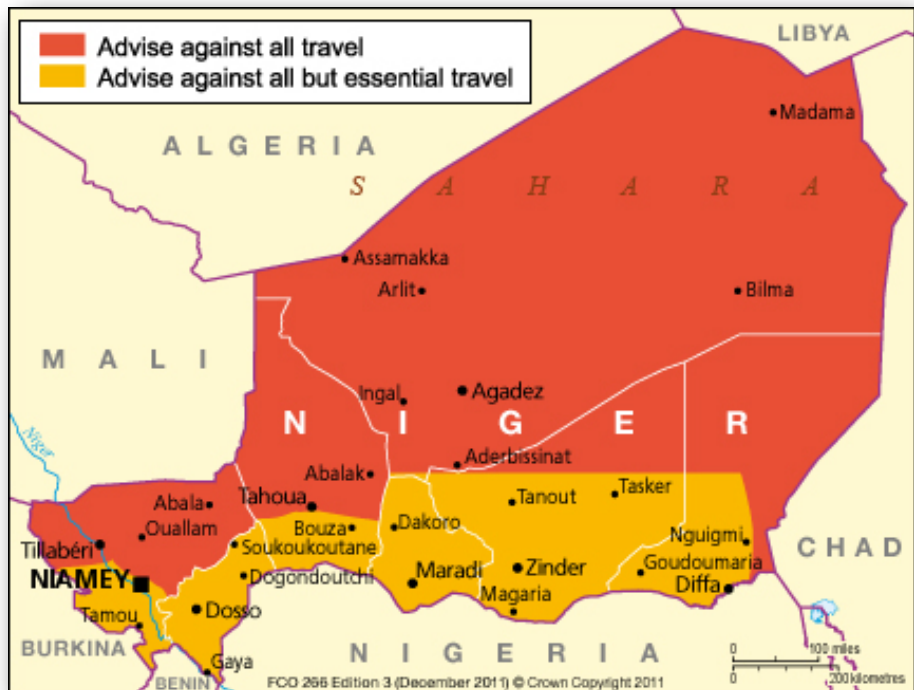 Advise against all travel
Advise against all but essential travel
LIBYA
Madama
ALGERIA
SAHARA
Assamakka
Arlit
Bilma
MALI
Ingal
Agadez
NIGER
Niger
Aderbissinat
Abalak
Abala
Tahoua
Tanout
Tasker
Ouallam
Bouza
Dakoro
Tillabéri
Soukoukoutane
Nguigmi
CHAD
NIAMEY
Dogondoutchi
Maradi
Zinder
Goudoumaria
Diffa
Tamou
Dosso
Magaria
BURKINA
NIGERIA
Gaya
BENIN
0 100 miles
0 200 kilometres
FCO 266 Edition 3 (December 2011) © Crown Copyright 2011